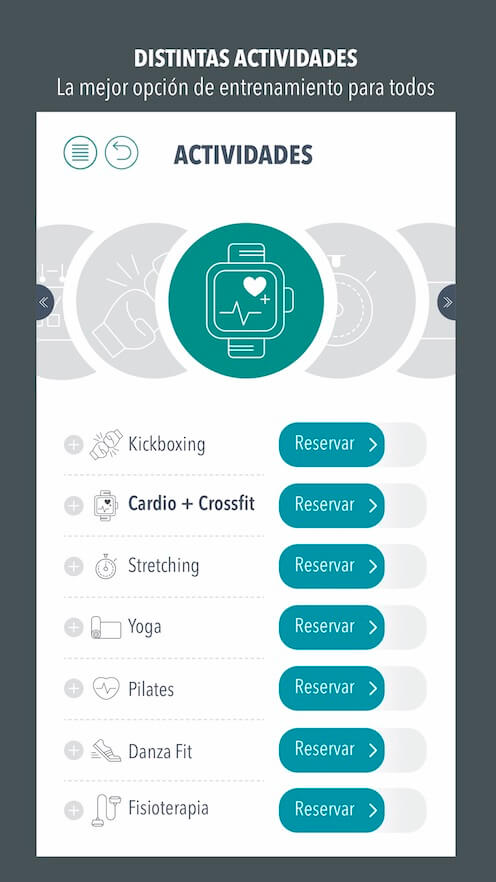 DISTINTAS ACTIVIDADES
La mejor opción de entrenamiento para todos
ACTIVIDADES
Kickboxing Reservar
Cardio + Crossfit Reservar
Stretching Reservar
Yoga Reservar
Pilates Reservar
Danza Fit Reservar
Fisioterapia Reservar